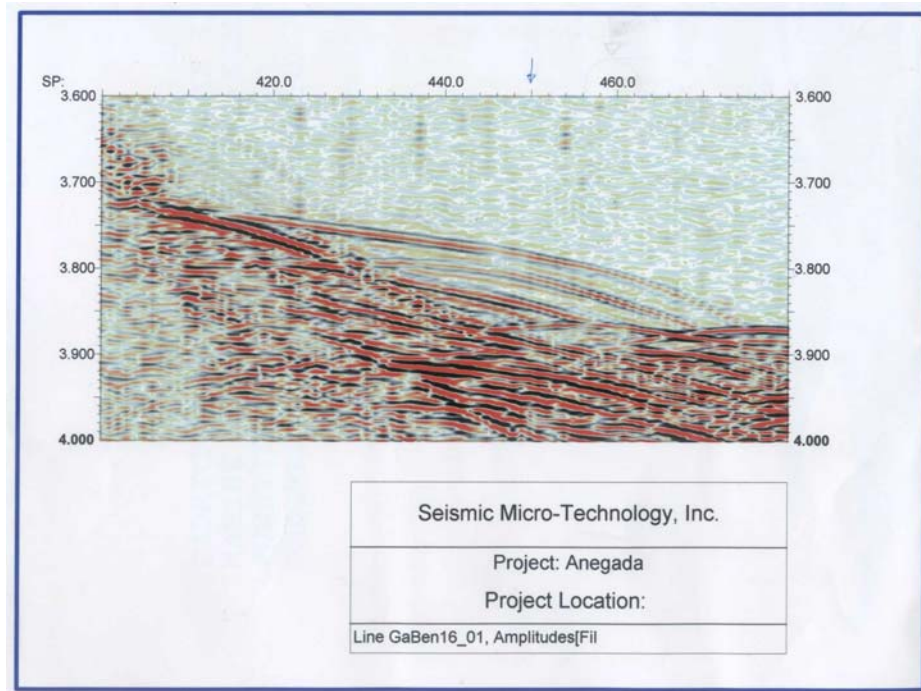 SP: 420.0 440.0 460.0
3.600 3.600
3.700 3.700
3.800 3.800
3.900 3.900
4.000 4.000
Seismic Micro-Technology, Inc.
Project: Anegada
Project Location:
Line GaBen16_01, Amplitudes[Fil